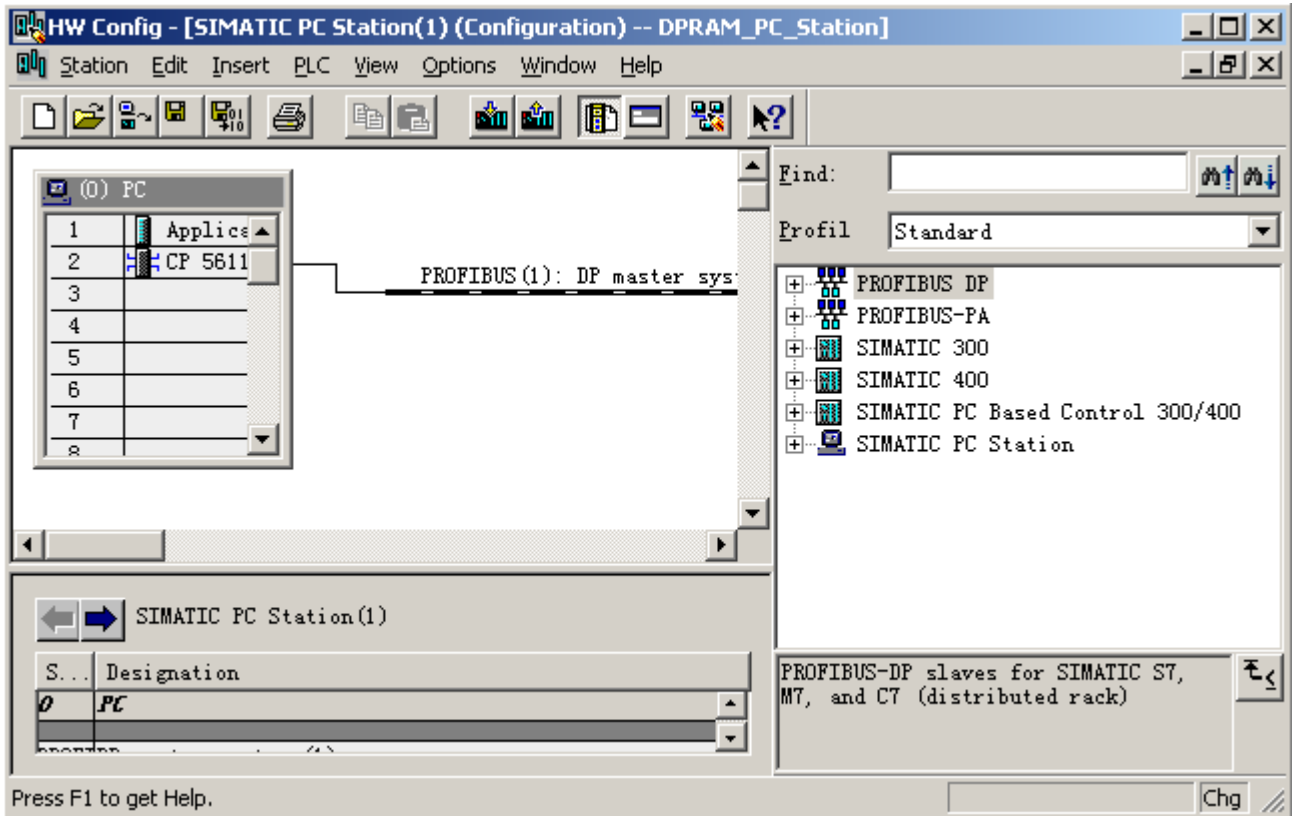 HW Config - [SIMATIC PC Station(1) (Configuration) -- DPRAM_PC_Station]
Station Edit Insert PLC View Options Window Help
(0) PC
1 Applica
2 CP 5611
3
4
5
6
7
8
PROFIBUS(1): DP master sys
Find:
Profil Standard
PROFIBUS DP
PROFIBUS-PA
SIMATIC 300
SIMATIC 400
SIMATIC PC Based Control 300/400
SIMATIC PC Station
SIMATIC PC Station(1)
S... Designation
0 PC
PROFIBUS-DP slaves for SIMATIC S7,
M7, and C7 (distributed rack)
Press F1 to get Help.
Chg